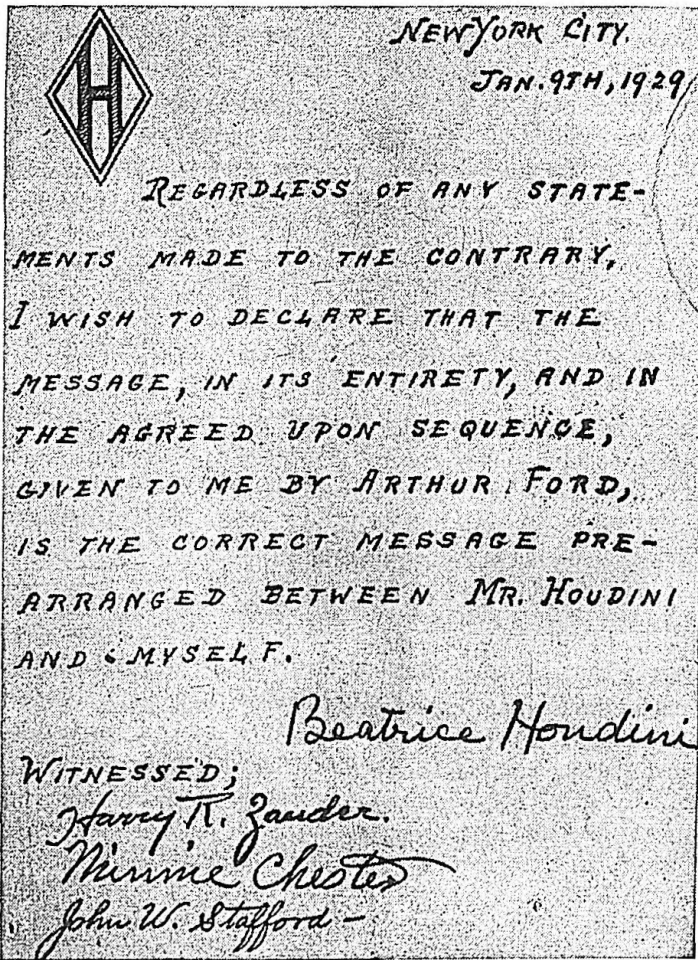 H
NEW YORK CITY.
JAN. 9TH, 1929
REGARDLESS OF ANY STATE-
MENTS MADE TO THE CONTRARY,
I WISH TO DECLARE THAT THE
MESSAGE, IN ITS ENTIRETY, AND IN
THE AGREED UPON SEQUENCE,
GIVEN TO ME BY ARTHUR FORD,
IS THE CORRECT MESSAGE PRE-
ARRANGED BETWEEN MR. HOUDINI
AND MYSELF.
Beatrice Houdini
WITNESSED;
Harry R. Zander.
Minnie Chester
John W. Stafford -